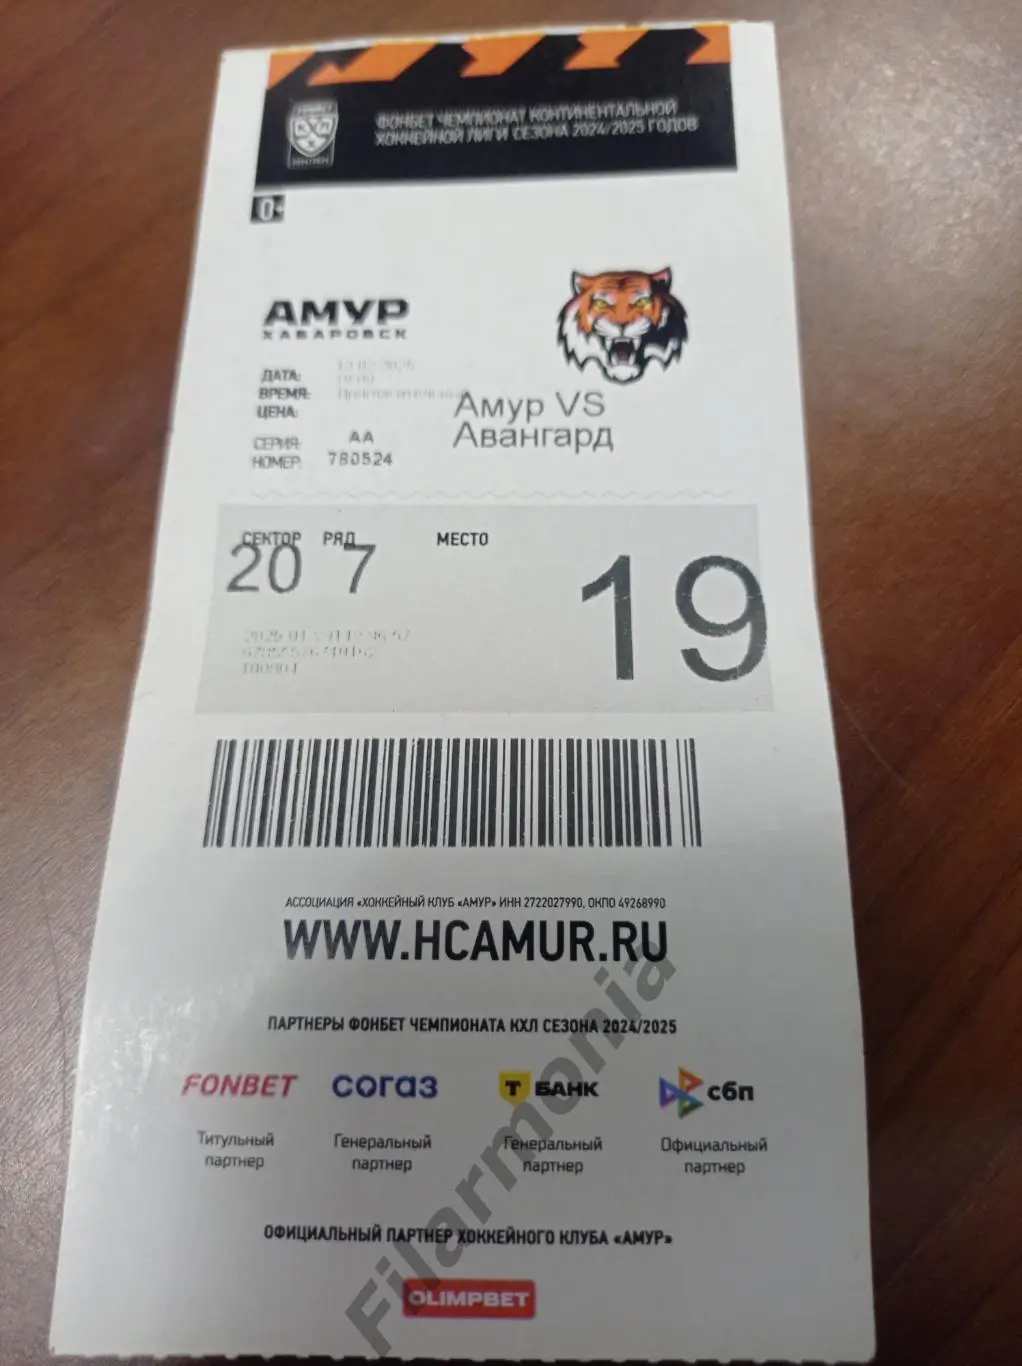 ФОНБЕТ ЧЕМПИОНАТ КОНТИНЕНТАЛЬНОЙ
ХОККЕЙНОЙ ЛИГИ СЕЗОНА 2024/2025 ГОДОВ
КХЛ
0+
АМУР
ХАБАРОВСК
ДАТА:
ВРЕМЯ:
ЦЕНА:
Амур VS
Авангард
СЕРИЯ: АА
НОМЕР: 780524
СЕКТОР РЯД МЕСТО
20 7 19
АССОЦИАЦИЯ «ХОККЕЙНЫЙ КЛУБ «АМУР» ИНН 2722027990, ОКПО 49268990
WWW.HCAMUR.RU
ПАРТНЕРЫ ФОНБЕТ ЧЕМПИОНАТА КХЛ СЕЗОНА 2024/2025
FONBET СОГАЗ Т БАНК сбп
Титульный партнер
Генеральный партнер
Генеральный партнер
Официальный партнер
ОФИЦИАЛЬНЫЙ ПАРТНЕР ХОККЕЙНОГО КЛУБА «АМУР»
OLIMPBET
Filarmonia